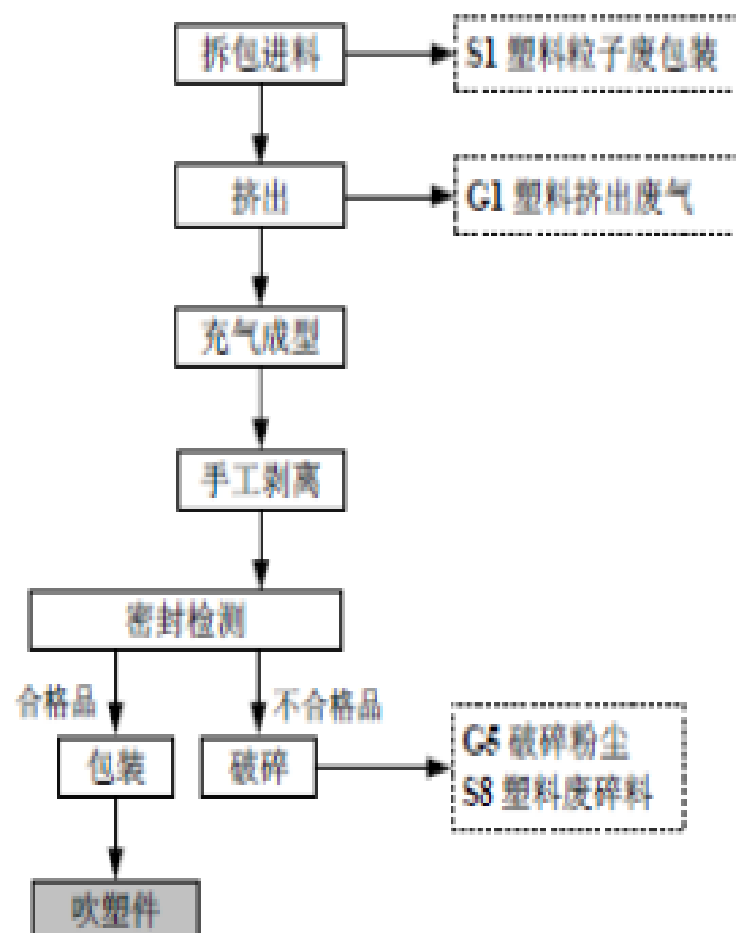 拆包进料
S1 塑料粒子废包装
挤出
G1 塑料挤出废气
充气成型
手工剥离
密封检测
合格品
不合格品
包装
破碎
G5 破碎粉尘
S8 塑料废碎料
吹塑件